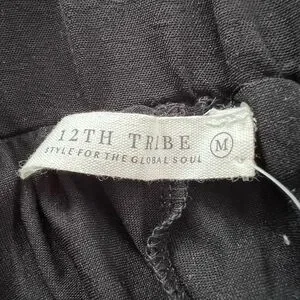 12TH TRIBE
STYLE FOR THE GLOBAL SOUL
M